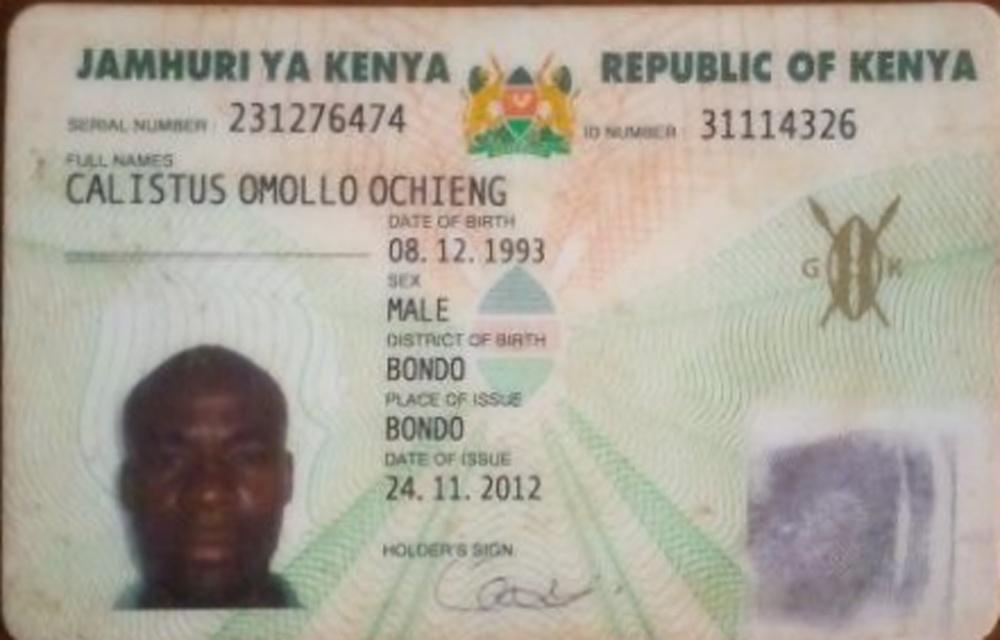 JAMHURI YA KENYA REPUBLIC OF KENYA
SERIAL NUMBER : 231276474 ID NUMBER : 31114326
FULL NAMES
CALISTUS OMOLLO OCHIENG
DATE OF BIRTH
08. 12. 1993
SEX
MALE
G K
DISTRICT OF BIRTH
BONDO
PLACE OF ISSUE
BONDO
DATE OF ISSUE
24. 11. 2012
HOLDER'S SIGN.